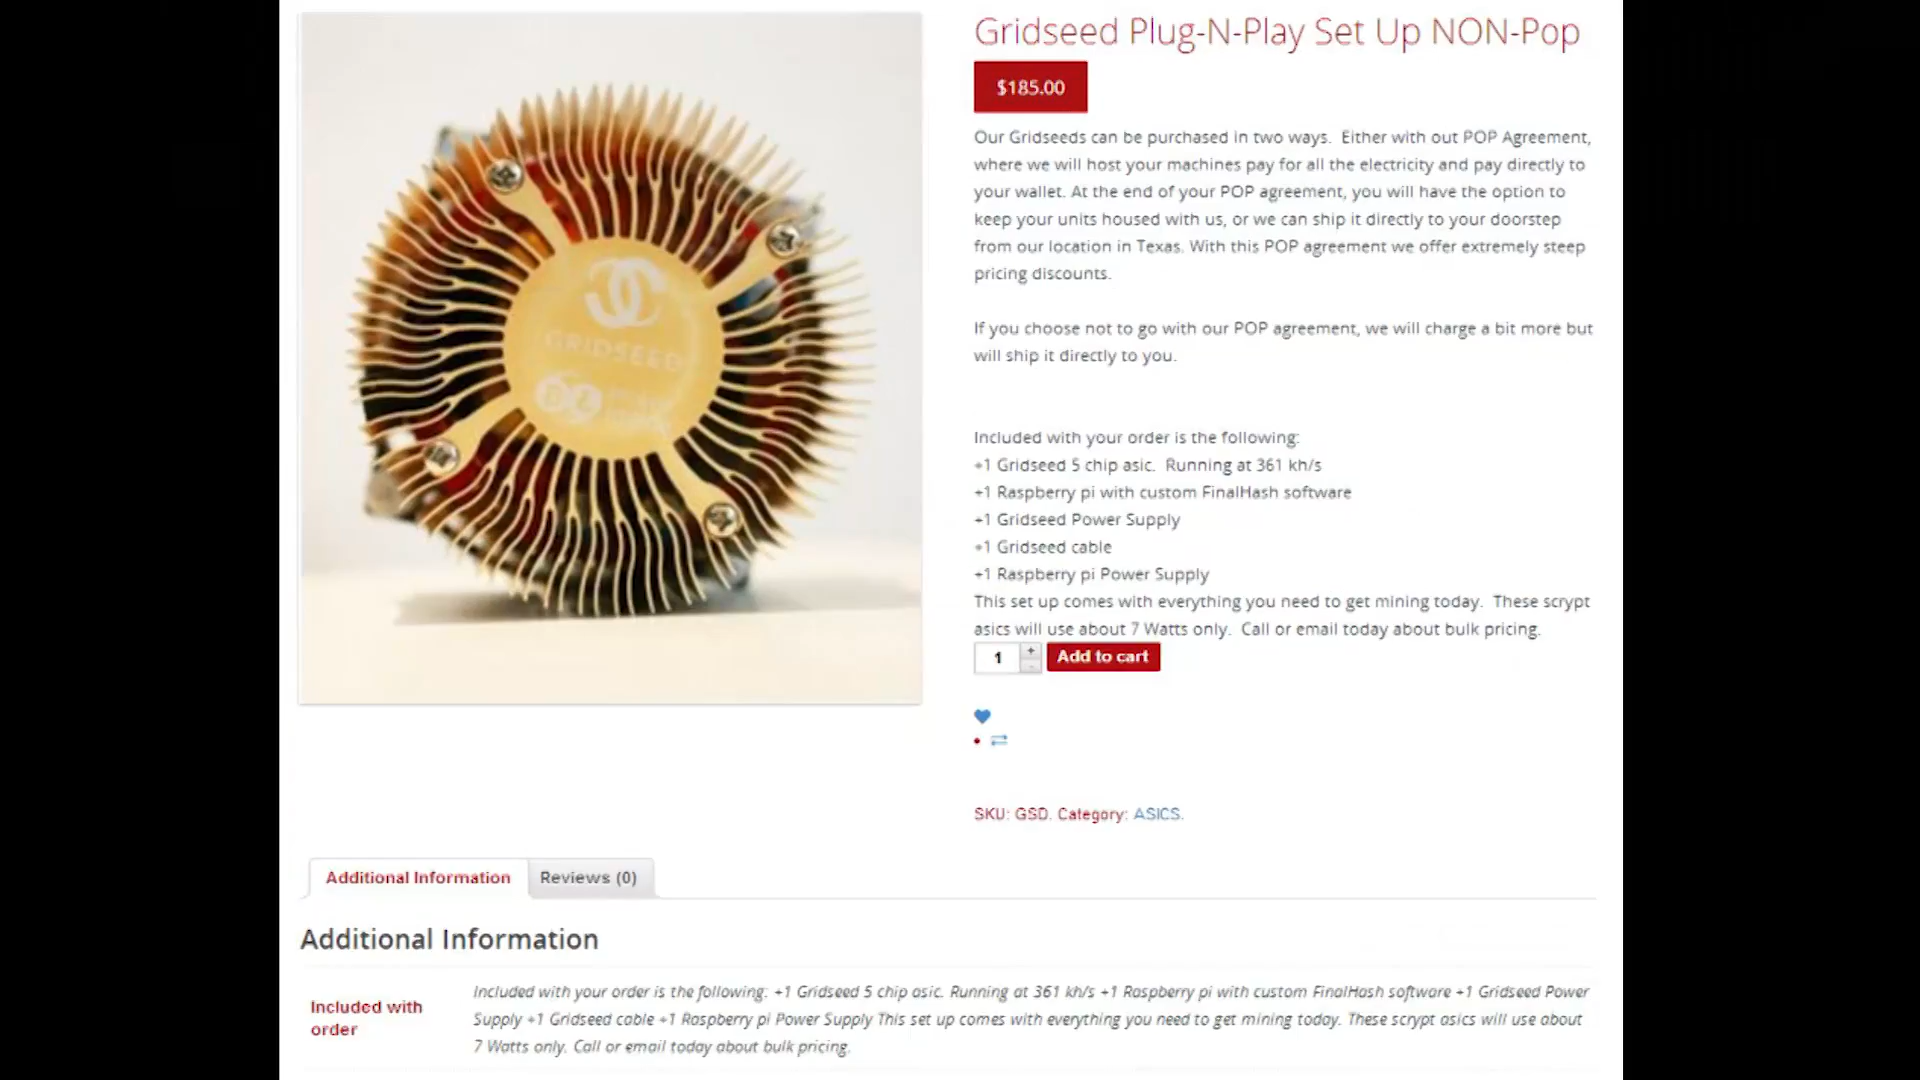 Gridseed Plug-N-Play Set Up NON-Pop
$185.00
Our Gridseeds can be purchased in two ways. Either with out POP Agreement,
where we will host your machines pay for all the electricity and pay directly to
your wallet. At the end of your POP agreement, you will have the option to
keep your units housed with us, or we can ship it directly to your doorstep
from our location in Texas. With this POP agreement we offer extremely steep
pricing discounts.
If you choose not to go with our POP agreement, we will charge a bit more but
will ship it directly to you.
Included with your order is the following:
+1 Gridseed 5 chip asic. Running at 361 kh/s
+1 Raspberry pi with custom FinalHash software
+1 Gridseed Power Supply
+1 Gridseed cable
+1 Raspberry pi Power Supply
This set up comes with everything you need to get mining today. These scrypt
asics will use about 7 Watts only. Call or email today about bulk pricing.
1 + - Add to cart
SKU: GSD. Category: ASICS.
GRIDSEED
Additional Information Reviews (0)
Additional Information
Included with
order
Included with your order is the following: +1 Gridseed 5 chip asic. Running at 361 kh/s +1 Raspberry pi with custom FinalHash software +1 Gridseed Power
Supply +1 Gridseed cable +1 Raspberry pi Power Supply This set up comes with everything you need to get mining today. These scrypt asics will use about
7 Watts only. Call or email today about bulk pricing.